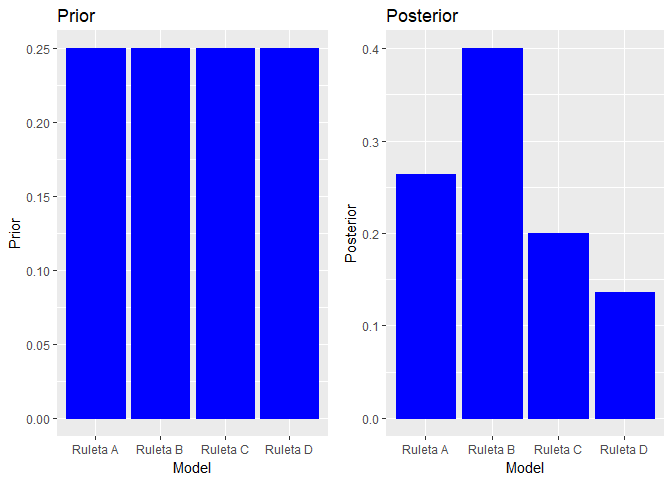 Prior
Prior
0.25
0.20
0.15
0.10
0.05
0.00
Ruleta A Ruleta B Ruleta C Ruleta D
Model
Posterior
Posterior
0.4
0.3
0.2
0.1
0.0
Ruleta A Ruleta B Ruleta C Ruleta D
Model